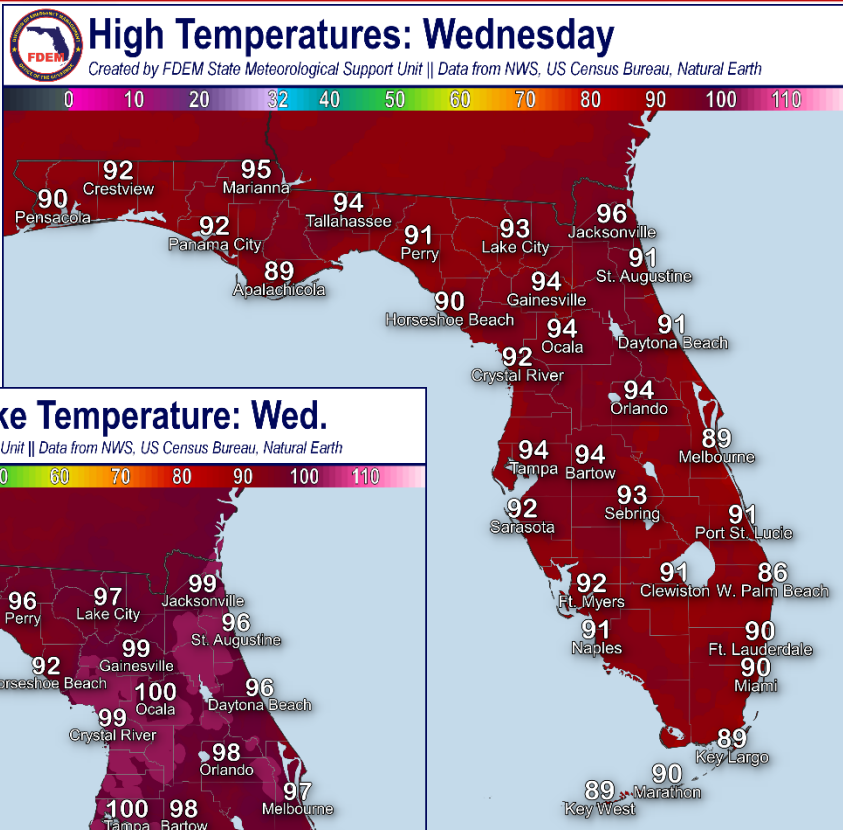 FDEM
High Temperatures: Wednesday
Created by FDEM State Meteorological Support Unit || Data from NWS, US Census Bureau, Natural Earth
0 10 20 32 40 50 60 70 80 90 100 110
92
Crestview
95
Marianna
90
Pensacola
92
Panama City
94
Tallahassee
91
Perry
93
Lake City
96
Jacksonville
89
Apalachicola
91
St. Augustine
90
Horseshoe Beach
94
Gainesville
94
Ocala
91
Daytona Beach
92
Crystal River
94
Orlando
94
Tampa
94
Bartow
89
Melbourne
92
Sarasota
93
Sebring
91
Port St. Lucie
92
Ft. Myers
91
Clewiston
86
W. Palm Beach
91
Naples
90
Ft. Lauderdale
90
Miami
89
Key Largo
90
Marathon
89
Key West
ke Temperature: Wed.
Unit || Data from NWS, US Census Bureau, Natural Earth
0 60 70 80 90 100 110
96
Perry
97
Lake City
99
Jacksonville
96
St. Augustine
92
orseshoe Beach
99
Gainesville
100
Ocala
96
Daytona Beach
99
Crystal River
98
Orlando
97
Melbourne
100
Tampa
98
Bartow